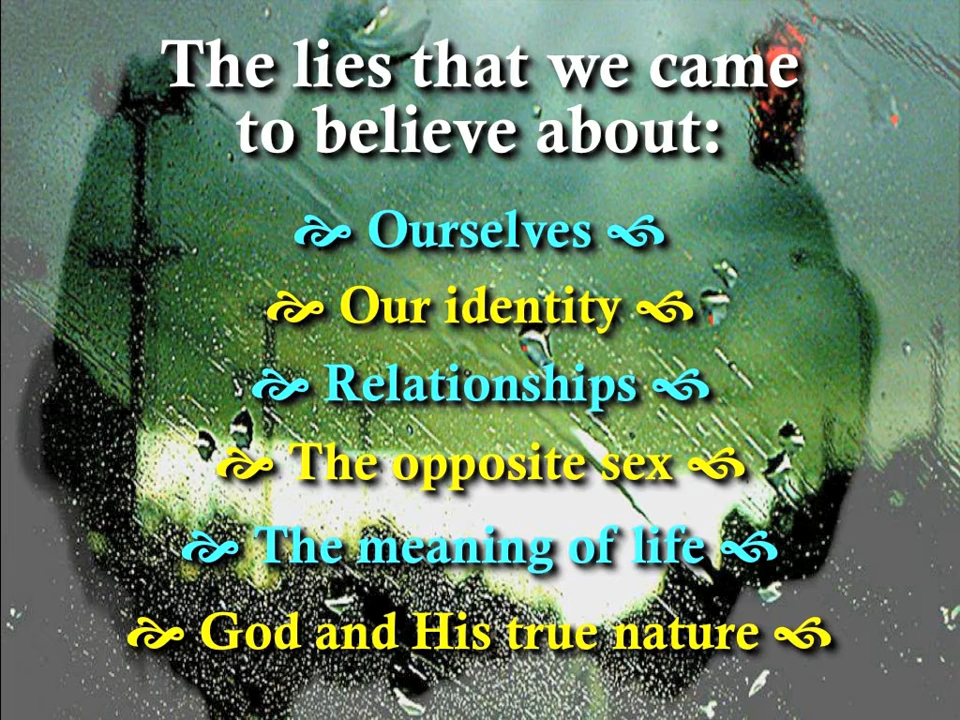 The lies that we came
to believe about:
Ourselves
Our identity
Relationships
The opposite sex
The meaning of life
God and His true nature